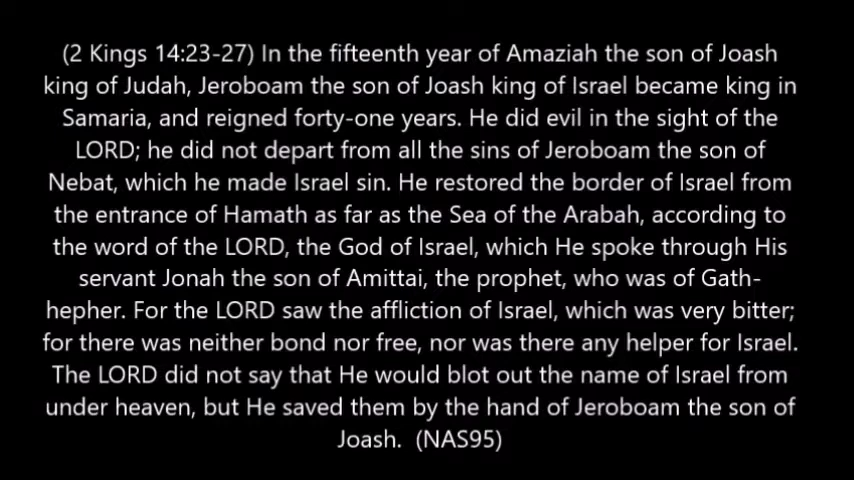 (2 Kings 14:23-27) In the fifteenth year of Amaziah the son of Joash
king of Judah, Jeroboam the son of Joash king of Israel became king in
Samaria, and reigned forty-one years. He did evil in the sight of the
LORD; he did not depart from all the sins of Jeroboam the son of
Nebat, which he made Israel sin. He restored the border of Israel from
the entrance of Hamath as far as the Sea of the Arabah, according to
the word of the LORD, the God of Israel, which He spoke through His
servant Jonah the son of Amittai, the prophet, who was of Gath-
hepher. For the LORD saw the affliction of Israel, which was very bitter;
for there was neither bond nor free, nor was there any helper for Israel.
The LORD did not say that He would blot out the name of Israel from
under heaven, but He saved them by the hand of Jeroboam the son of
Joash.  (NAS95)